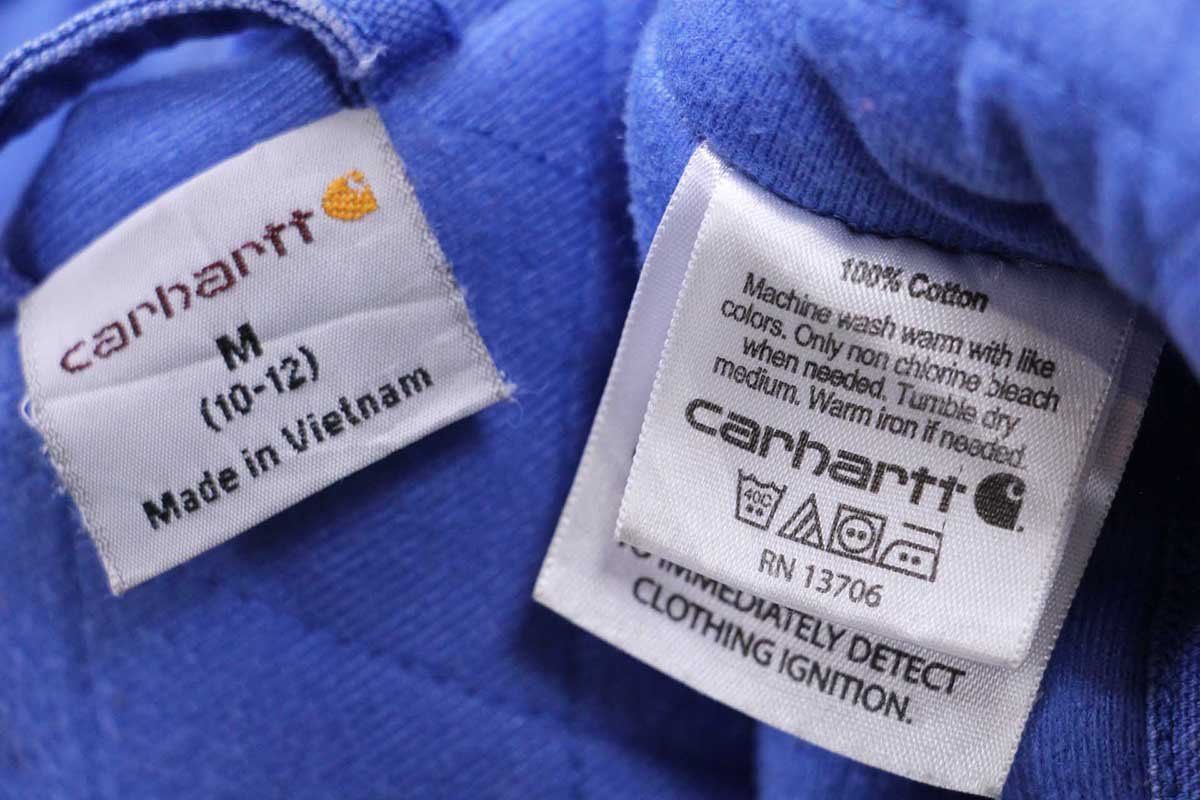 carhartt
M
(10-12)
Made in Vietnam
100% Cotton
Machine wash warm with like
colors. Only non chlorine bleach
when needed. Tumble dry
medium. Warm iron if needed.
carhartt
40C
RN 13706
TO IMMEDIATELY DETECT
CLOTHING IGNITION.